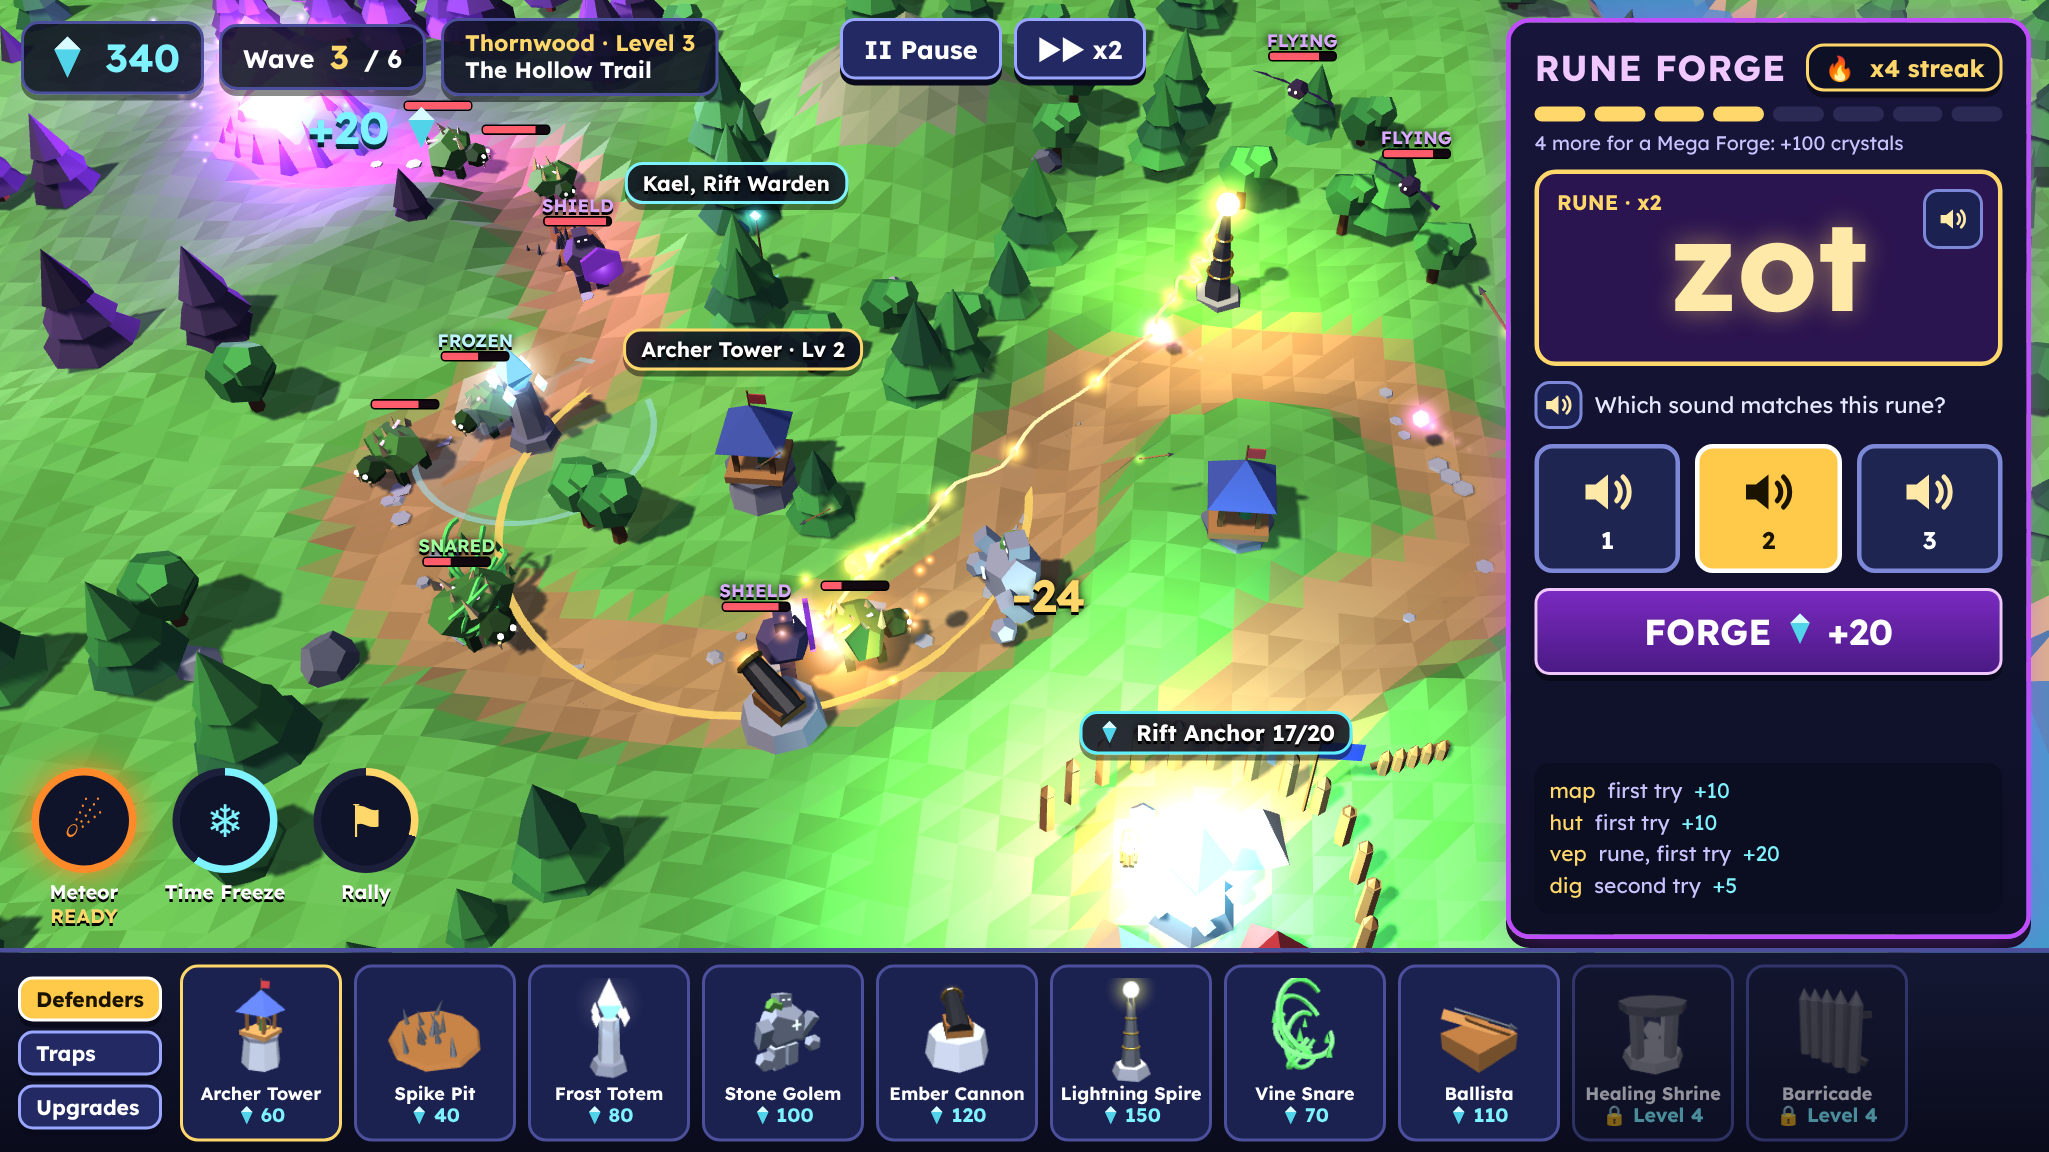 340
Wave 3 / 6
Thornwood · Level 3
The Hollow Trail
II Pause
x2
+20
SHIELD
Kael, Rift Warden
FLYING
FLYING
FROZEN
Archer Tower · Lv 2
SNARED
SHIELD
-24
Rift Anchor 17/20
Meteor
READY
Time Freeze
Rally
RUNE FORGE
x4 streak
4 more for a Mega Forge: +100 crystals
RUNE · x2
zot
Which sound matches this rune?
1
2
3
FORGE +20
map first try +10
hut first try +10
vep rune, first try +20
dig second try +5
Defenders
Traps
Upgrades
Archer Tower
60
Spike Pit
40
Frost Totem
80
Stone Golem
100
Ember Cannon
120
Lightning Spire
150
Vine Snare
70
Ballista
110
Healing Shrine
Level 4
Barricade
Level 4